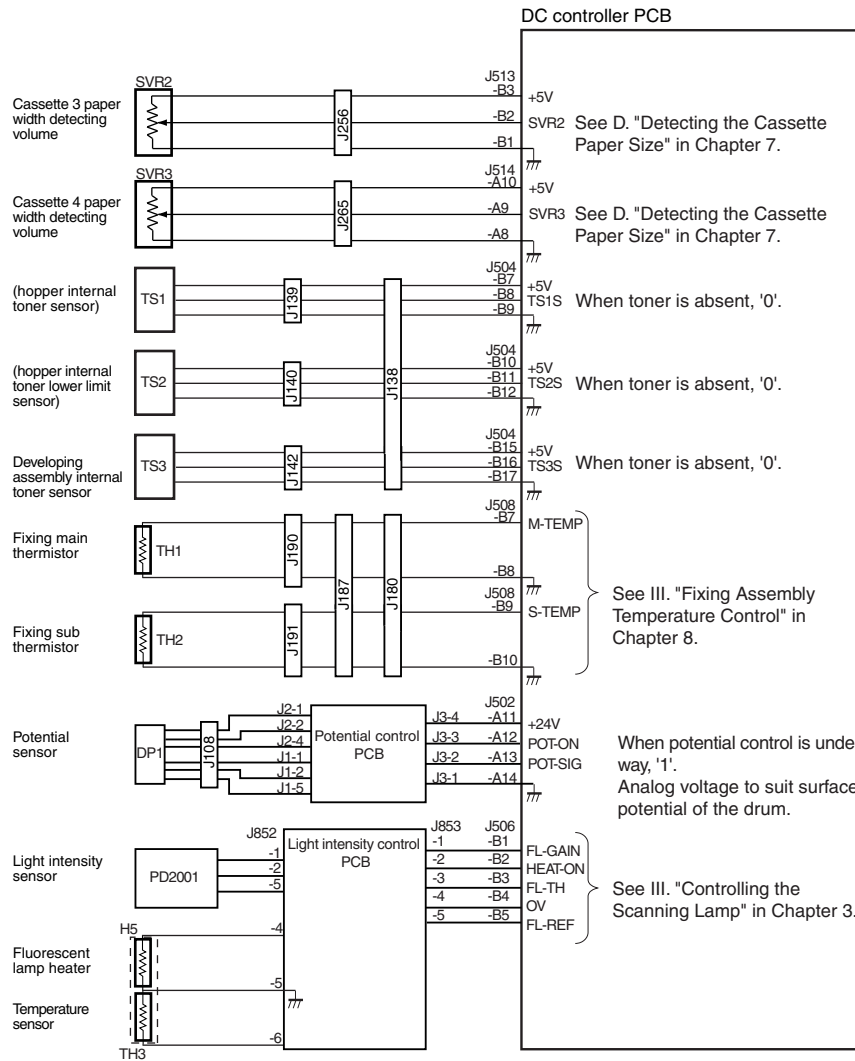 DC controller PCB
Cassette 3 paper
width detecting
volume
SVR2
J256
J513
-B3
+5V
-B2
SVR2
-B1
See D. "Detecting the Cassette
Paper Size" in Chapter 7.
Cassette 4 paper
width detecting
volume
SVR3
J265
J514
-A10
+5V
-A9
SVR3
-A8
See D. "Detecting the Cassette
Paper Size" in Chapter 7.
(hopper internal
toner sensor)
TS1
J139
J138
J504
-B7
+5V
-B8
TS1S
-B9
When toner is absent, '0'.
(hopper internal
toner lower limit
sensor)
TS2
J140
J504
-B10
+5V
-B11
TS2S
-B12
When toner is absent, '0'.
Developing
assembly internal
toner sensor
TS3
J142
J504
-B15
+5V
-B16
TS3S
-B17
When toner is absent, '0'.
Fixing main
thermistor
TH1
J190
J187
J180
J508
-B7
M-TEMP
-B8
Fixing sub
thermistor
TH2
J191
J508
-B9
S-TEMP
-B10
See III. "Fixing Assembly
Temperature Control" in
Chapter 8.
Potential
sensor
DP1
J108
J2-1
J2-2
J2-4
J1-1
J1-2
J1-5
Potential control
PCB
J3-4
J3-3
J3-2
J3-1
J502
-A11
+24V
-A12
POT-ON
-A13
POT-SIG
-A14
When potential control is unde
way, '1'.
Analog voltage to suit surface
potential of the drum.
Light intensity
sensor
PD2001
J852
-1
-2
-5
Light intensity control
PCB
J853
-1
-2
-3
-4
-5
J506
-B1
FL-GAIN
-B2
HEAT-ON
-B3
FL-TH
-B4
OV
-B5
FL-REF
See III. "Controlling the
Scanning Lamp" in Chapter 3.
H5
-4
Fluorescent
lamp heater
-5
Temperature
sensor
-6
TH3